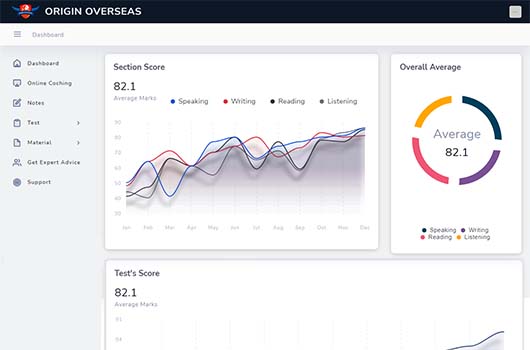 ORIGIN OVERSEAS
Dashboard
Dashboard
Online Coching
Notes
Test
Material
Get Expert Advice
Support
Section Score
82.1
Average Marks
Speaking Writing Reading Listening
90
80
70
60
50
40
30
Jan Feb Mar Apr May Jun Jul Aug Sep Oct Nov Dec
Overall Average
Average
82.1
Speaking Writing
Reading Listening
Test's Score
82.1
Average Marks
91
94